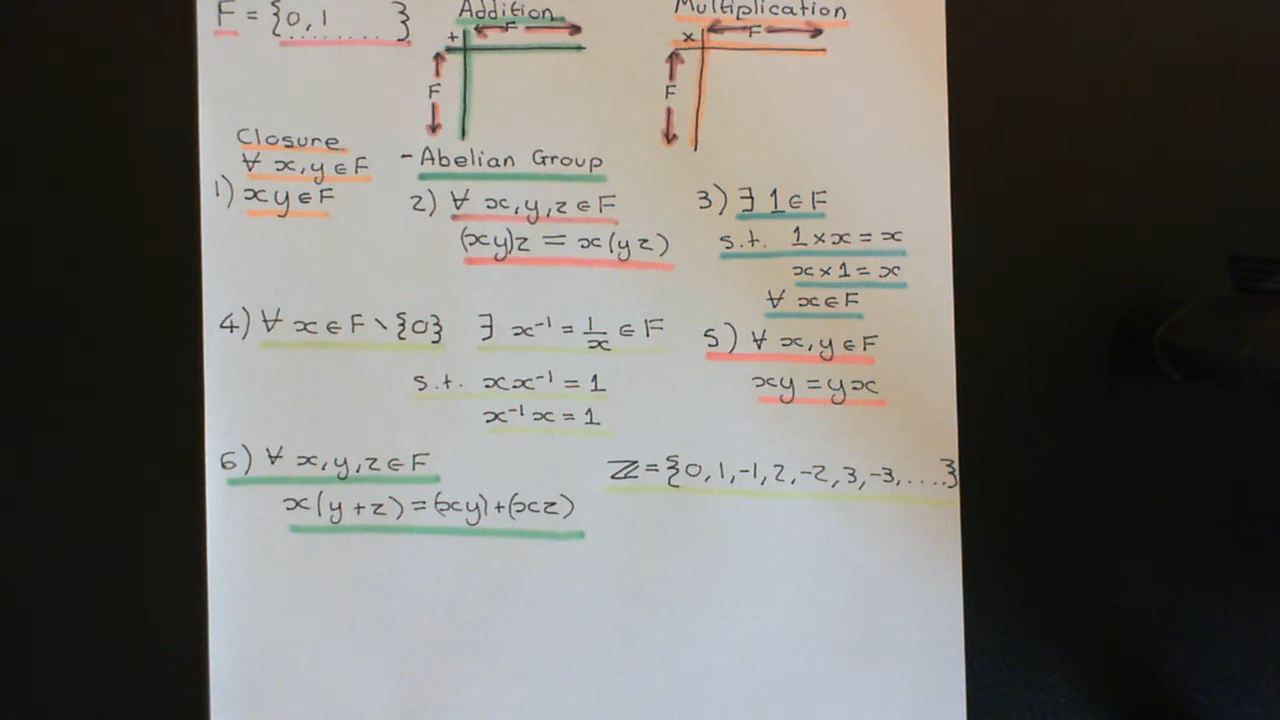 F = {0, 1 ........}
Addition
+ F
F
Multiplication
× F
F
Closure
∀ x, y ∈ F
1) xy ∈ F
- Abelian Group
2) ∀ x, y, z ∈ F
(xy)z = x(yz)
3) ∃ 1 ∈ F
s.t. 1 × x = x
x × 1 = x
∀ x ∈ F
4) ∀ x ∈ F \ {0} ∃ x⁻¹ = 1/x ∈ F
s.t. xx⁻¹ = 1
x⁻¹x = 1
5) ∀ x, y ∈ F
xy = yx
6) ∀ x, y, z ∈ F
x(y + z) = (xy) + (xz)
ℤ = {0, 1, -1, 2, -2, 3, -3, ....}